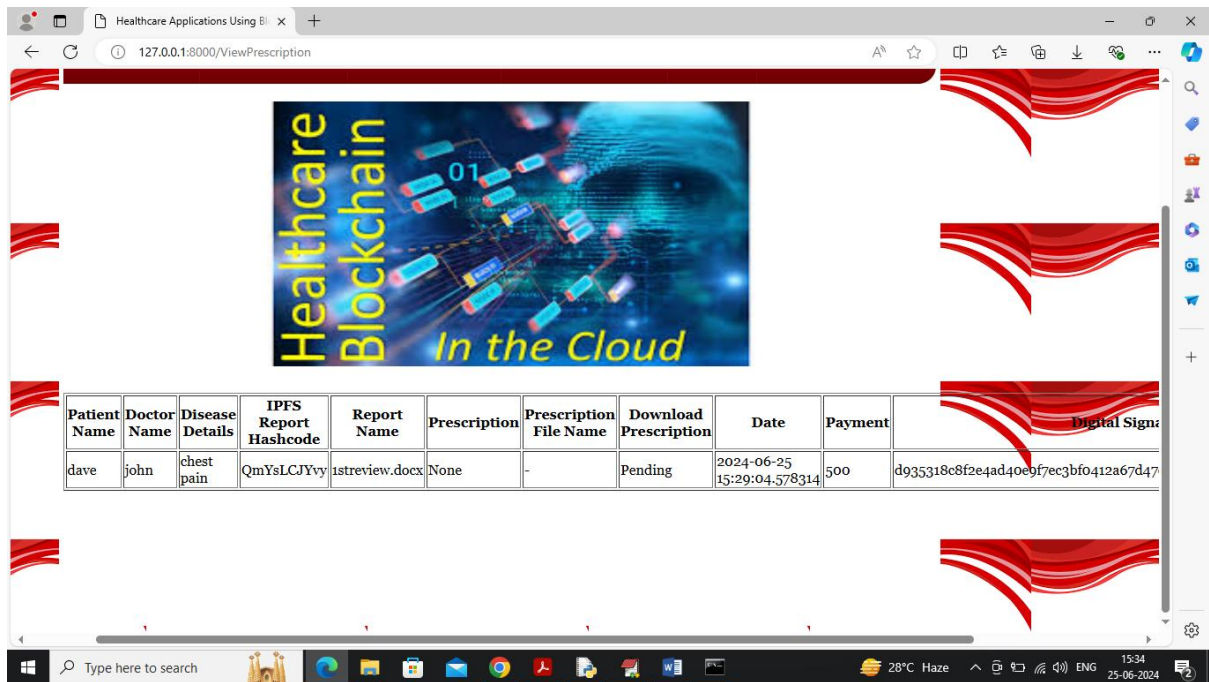 Healthcare Applications Using Bl
127.0.0.1:8000/ViewPrescription
Healthcare
Blockchain
01
In the Cloud
Patient Name
Doctor Name
Disease Details
IPFS Report Hashcode
Report Name
Prescription
Prescription File Name
Download Prescription
Date
Payment
Digital Signa
dave
john
chest pain
QmYsLCJYvy
1streview.docx
None
-
Pending
2024-06-25 15:29:04.578314
500
d935318c8f2e4ad40e9f7ec3bf0412a67d47
Type here to search
28°C Haze
ENG
15:34
25-06-2024
2